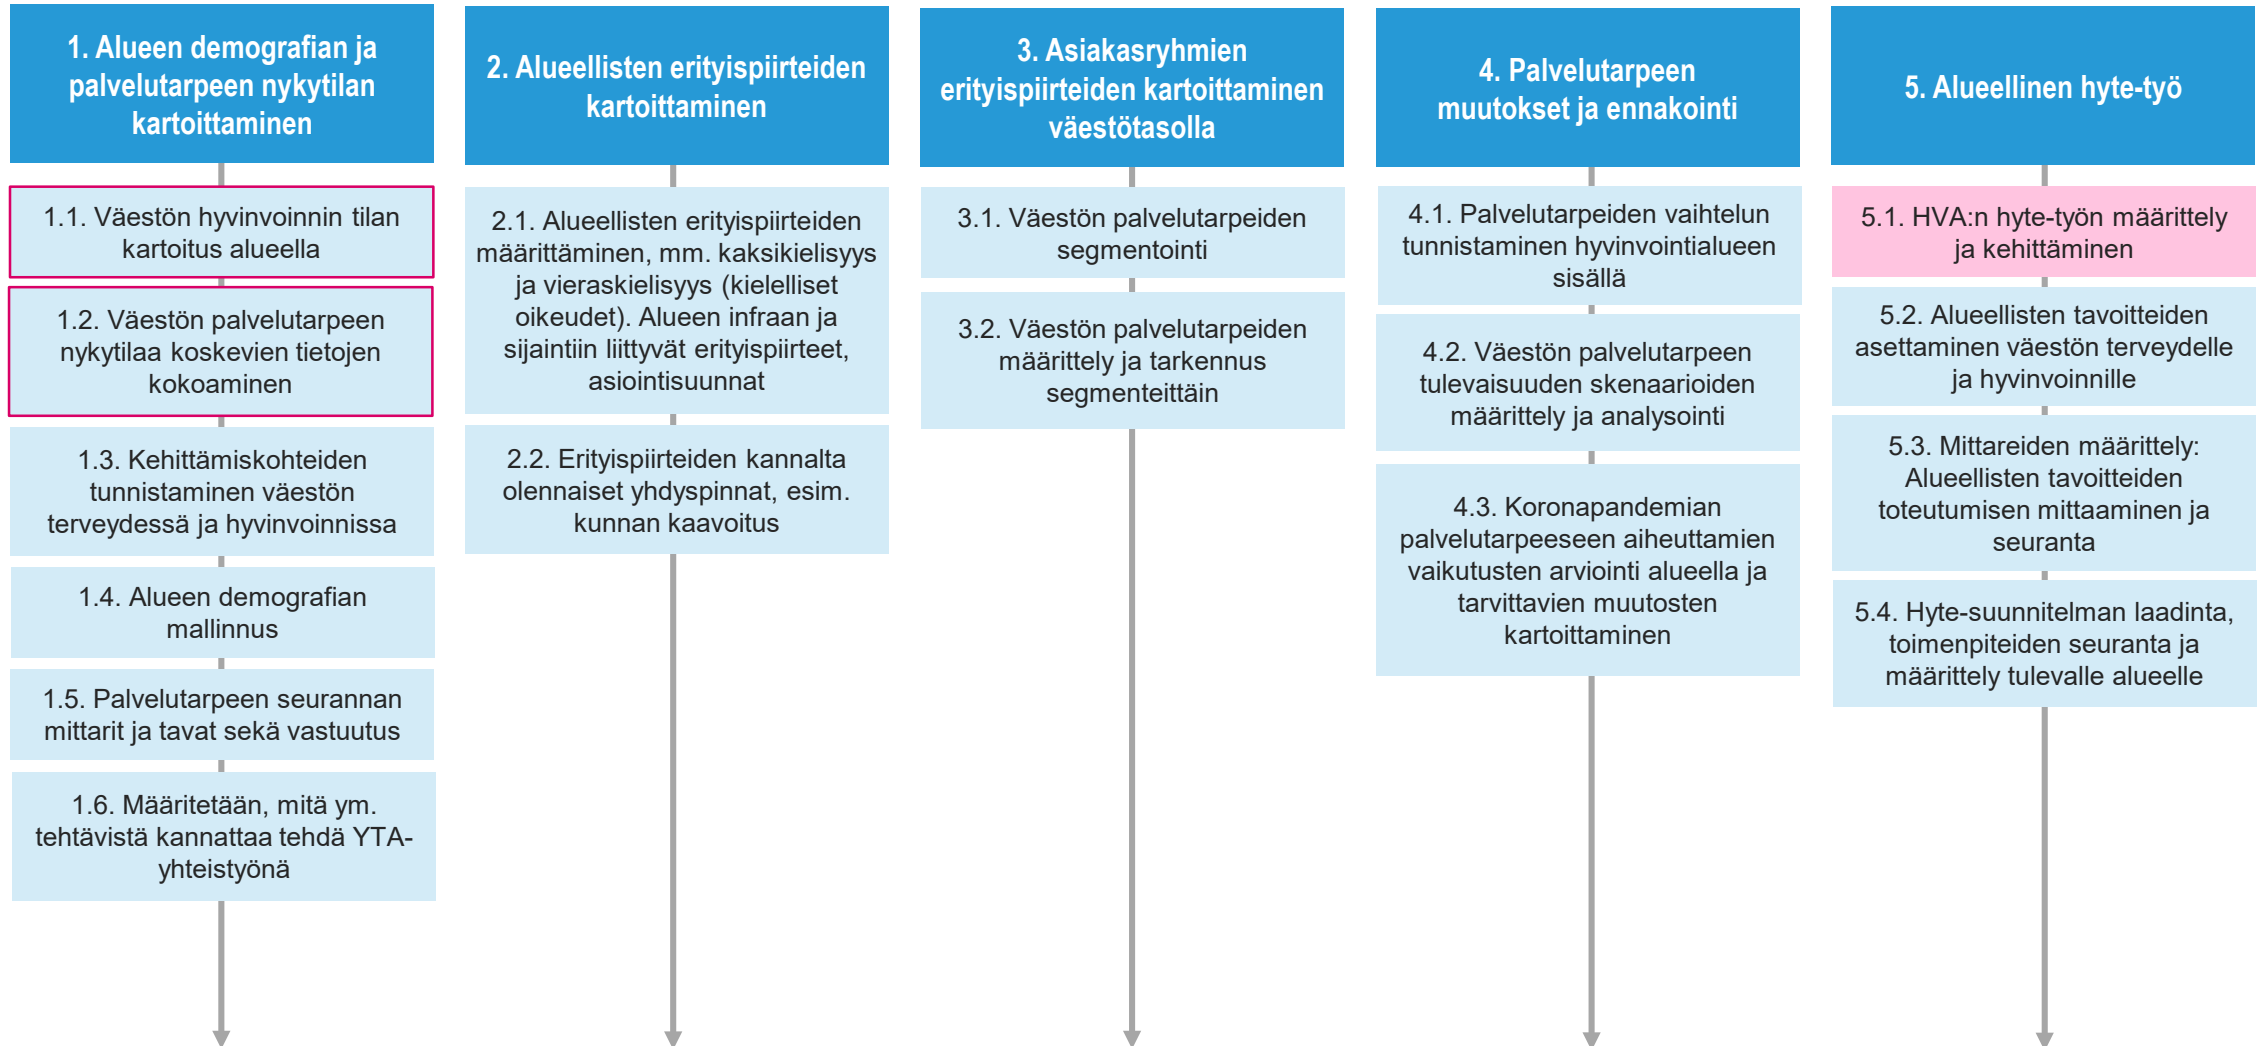 1. Alueen demografian ja
palvelutarpeen nykytilan
kartoittaminen
1.1. Väestön hyvinvoinnin tilan
kartoitus alueella
1.2. Väestön palvelutarpeen
nykytilaa koskevien tietojen
kokoaminen
1.3. Kehittämiskohteiden
tunnistaminen väestön
terveydessä ja hyvinvoinnissa
1.4. Alueen demografian
mallinnus
1.5. Palvelutarpeen seurannan
mittarit ja tavat sekä vastuutus
1.6. Määritetään, mitä ym.
tehtävistä kannattaa tehdä YTA-
yhteistyönä
2. Alueellisten erityispiirteiden
kartoittaminen
2.1. Alueellisten erityispiirteiden
määrittäminen, mm. kaksikielisyys
ja vieraskielisyys (kielelliset
oikeudet). Alueen infraan ja
sijaintiin liittyvät erityispiirteet,
asiointisuunnat
2.2. Erityispiirteiden kannalta
olennaiset yhdyspinnat, esim.
kunnan kaavoitus
3. Asiakasryhmien
erityispiirteiden kartoittaminen
väestötasolla
3.1. Väestön palvelutarpeiden
segmentointi
3.2. Väestön palvelutarpeiden
määrittely ja tarkennus
segmenteittäin
4. Palvelutarpeen
muutokset ja ennakointi
4.1. Palvelutarpeiden vaihtelun
tunnistaminen hyvinvointialueen
sisällä
4.2. Väestön palvelutarpeen
tulevaisuuden skenaarioiden
määrittely ja analysointi
4.3. Koronapandemian
palvelutarpeeseen aiheuttamien
vaikutusten arviointi alueella ja
tarvittavien muutosten
kartoittaminen
5. Alueellinen hyte-työ
5.1. HVA:n hyte-työn määrittely
ja kehittäminen
5.2. Alueellisten tavoitteiden
asettaminen väestön terveydelle
ja hyvinvoinnille
5.3. Mittareiden määrittely:
Alueellisten tavoitteiden
toteutumisen mittaaminen ja
seuranta
5.4. Hyte-suunnitelman laadinta,
toimenpiteiden seuranta ja
määrittely tulevalle alueelle